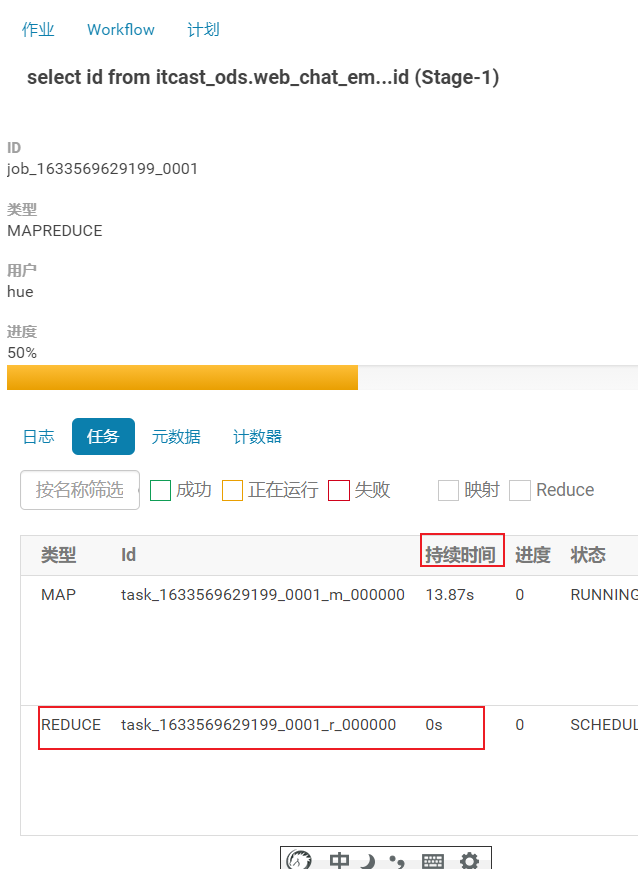 作业 Workflow 计划
select id from itcast_ods.web_chat_em...id (Stage-1)
ID
job_1633569629199_0001
类型
MAPREDUCE
用户
hue
进度
50%
日志 任务 元数据 计数器
按名称筛选 成功 正在运行 失败 映射 Reduce
类型 Id 持续时间 进度 状态
MAP task_1633569629199_0001_m_000000 13.87s 0 RUNNING
REDUCE task_1633569629199_0001_r_000000 0s 0 SCHEDUL
中